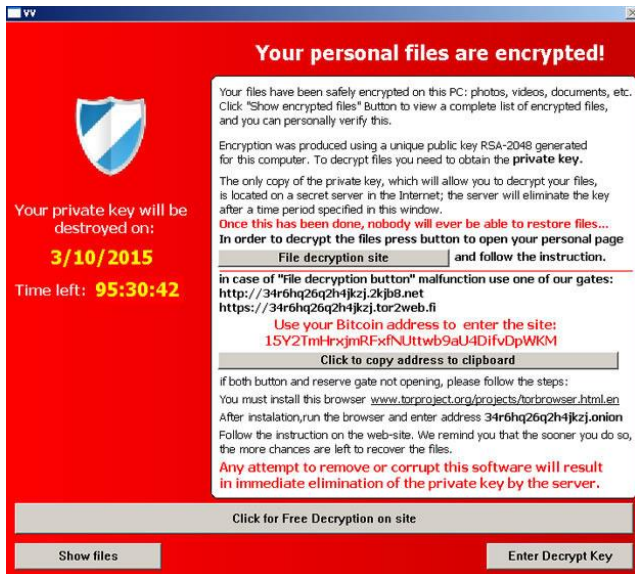 VV
Your personal files are encrypted!
Your files have been safely encrypted on this PC: photos, videos, documents, etc.
Click "Show encrypted files" Button to view a complete list of encrypted files,
and you can personally verify this.
Encryption was produced using a unique public key RSA-2048 generated
for this computer. To decrypt files you need to obtain the private key.
The only copy of the private key, which will allow you to decrypt your files,
is located on a secret server in the Internet; the server will eliminate the key
after a time period specified in this window.
Once this has been done, nobody will ever be able to restore files...
In order to decrypt the files press button to open your personal page
File decryption site
and follow the instruction.
in case of "File decryption button" malfunction use one of our gates:
http://34r6hq26q2h4jkzj.2kjb8.net
https://34r6hq26q2h4jkzj.tor2web.fi
Use your Bitcoin address to enter the site:
15Y2TmHrxjmRFxfNUttwb9aU4DifvDpWKM
Click to copy address to clipboard
if both button and reserve gate not opening, please follow the steps:
You must install this browser www.torproject.org/projects/torbrowser.html.en
After instalation,run the browser and enter address 34r6hq26q2h4jkzj.onion
Follow the instruction on the web-site. We remind you that the sooner you do so,
the more chances are left to recover the files.
Any attempt to remove or corrupt this software will result
in immediate elimination of the private key by the server.
Your private key will be
destroyed on:
3/10/2015
Time left: 95:30:42
Click for Free Decryption on site
Show files
Enter Decrypt Key